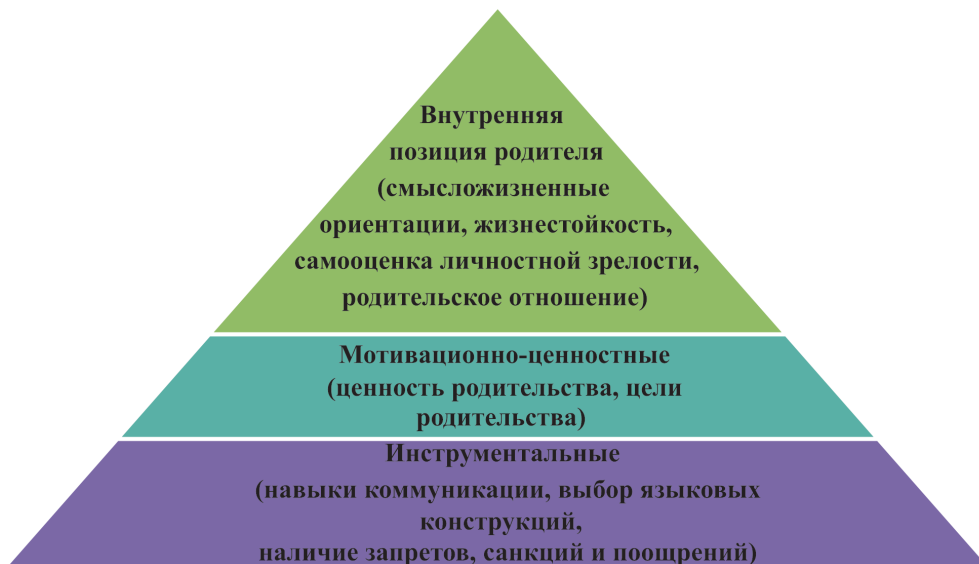 Внутренняя
позиция родителя
(смысложизненные
ориентации, жизнестойкость,
самооценка личностной зрелости,
родительское отношение)
Мотивационно-ценностные
(ценность родительства, цели
родительства)
Инструментальные
(навыки коммуникации, выбор языковых
конструкций,
наличие запретов, санкций и поощрений)